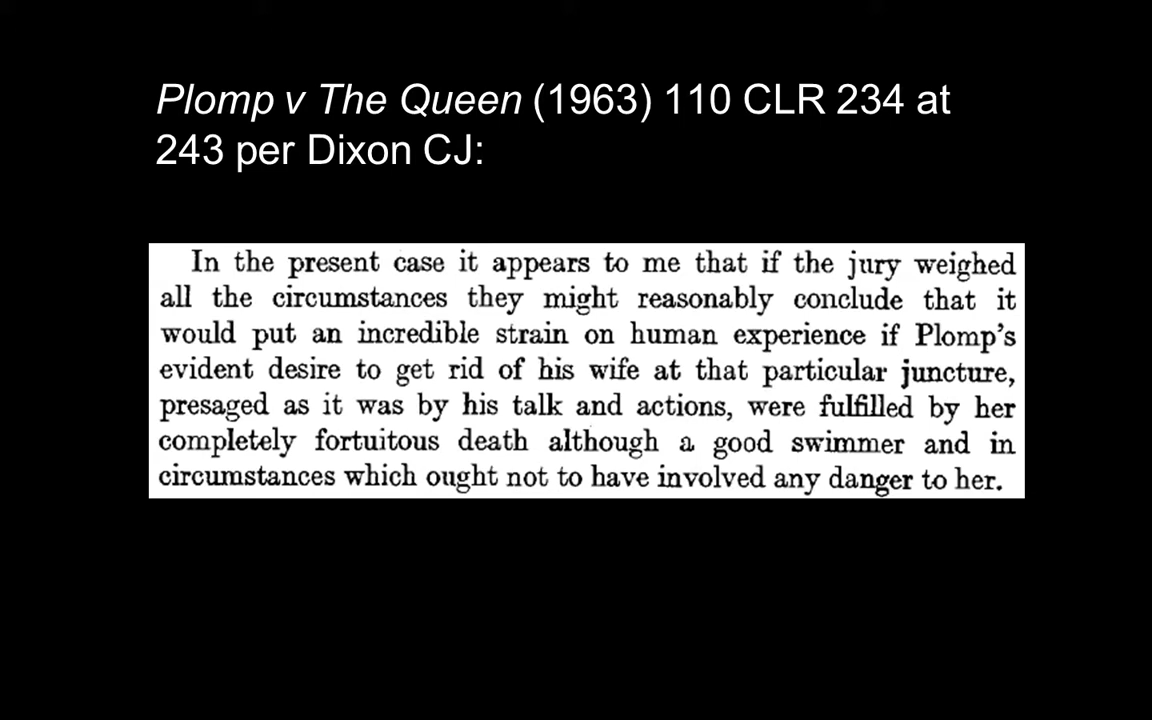 Plomp v The Queen (1963) 110 CLR 234 at
243 per Dixon CJ:
In the present case it appears to me that if the jury weighed
all the circumstances they might reasonably conclude that it
would put an incredible strain on human experience if Plomp's
evident desire to get rid of his wife at that particular juncture,
presaged as it was by his talk and actions, were fulfilled by her
completely fortuitous death although a good swimmer and in
circumstances which ought not to have involved any danger to her.